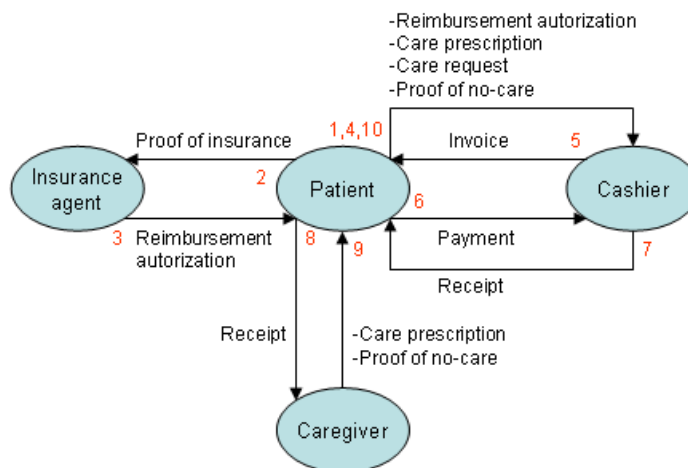 -Reimbursement autorization
-Care prescription
-Care request
-Proof of no-care
1,4,10
Proof of insurance
Invoice
5
Insurance
agent
2
Patient
6
Cashier
3
Reimbursement
autorization
8
9
Payment
7
Receipt
Receipt
-Care prescription
-Proof of no-care
Caregiver